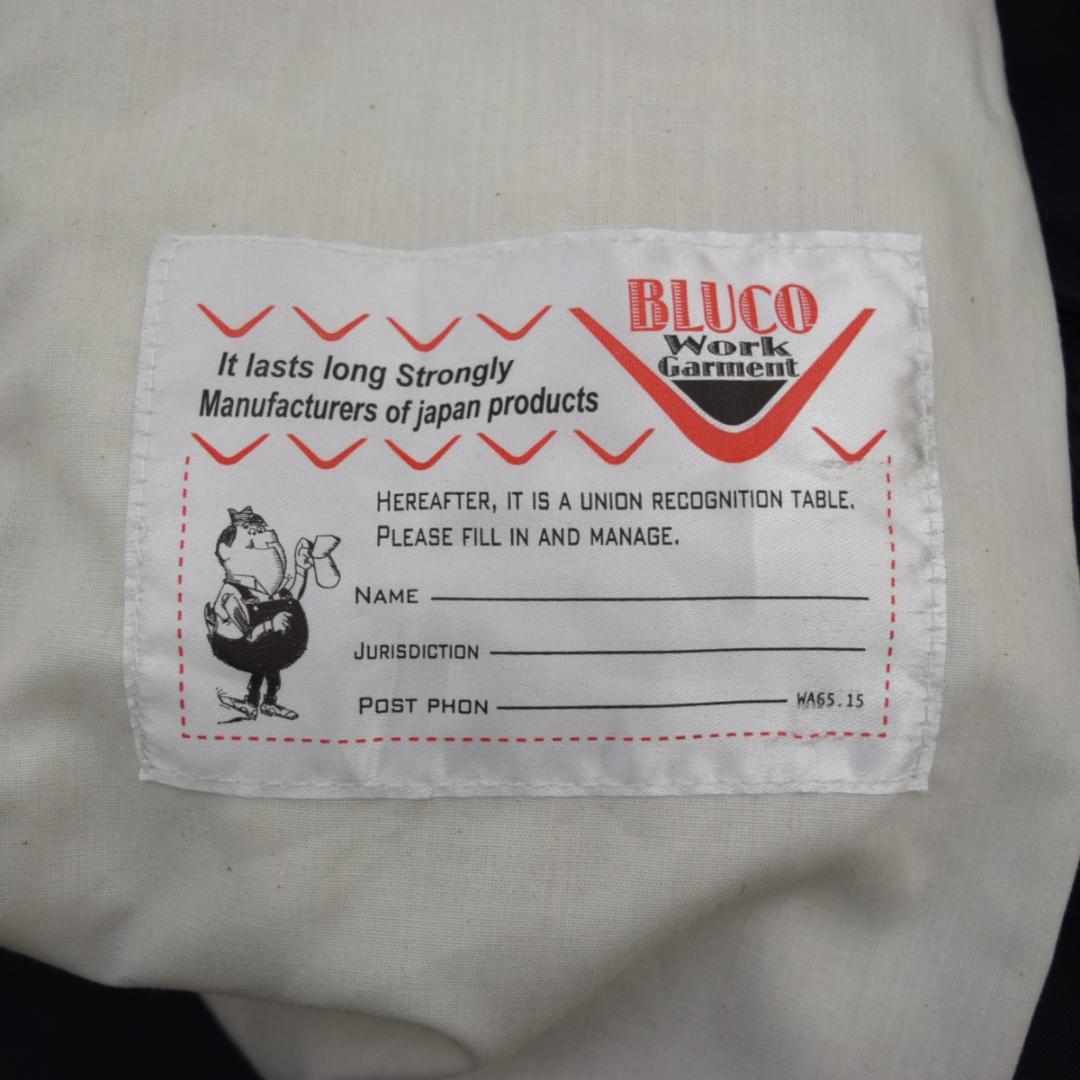 BLUCO
Work
Garment
It lasts long Strongly
Manufacturers of japan products
HEREAFTER, IT IS A UNION RECOGNITION TABLE.
PLEASE FILL IN AND MANAGE.
NAME
JURISDICTION
POST PHON
WA65.15